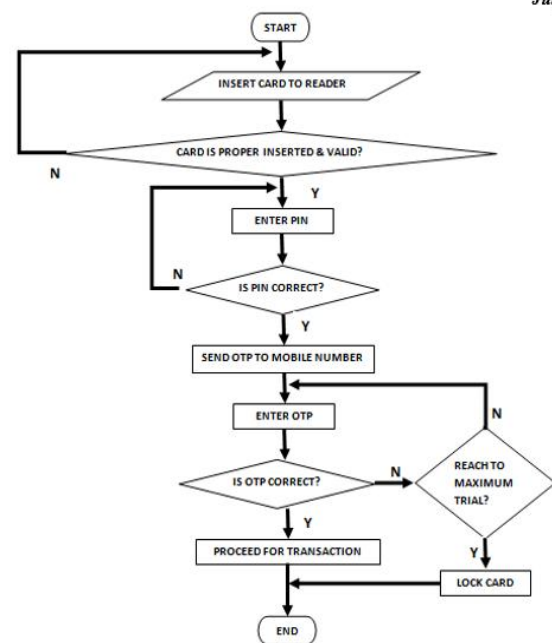 START
INSERT CARD TO READER
CARD IS PROPER INSERTED & VALID?
N
Y
ENTER PIN
N
IS PIN CORRECT?
Y
SEND OTP TO MOBILE NUMBER
ENTER OTP
N
IS OTP CORRECT?
N
REACH TO
MAXIMUM
TRIAL?
Y
Y
PROCEED FOR TRANSACTION
LOCK CARD
END